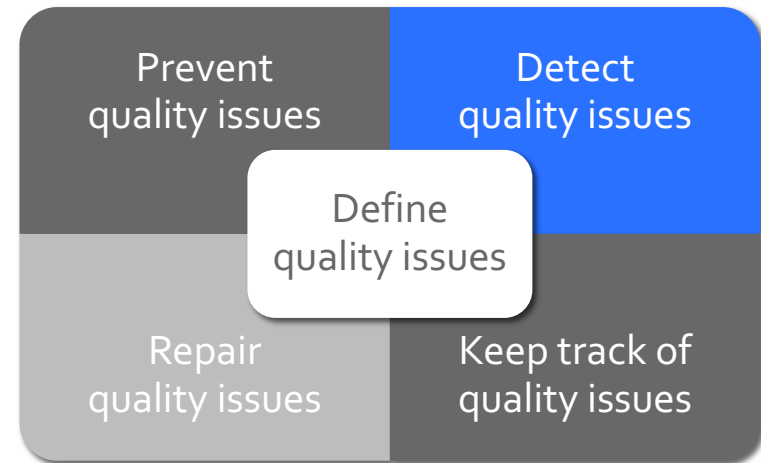 Prevent
quality issues
Detect
quality issues
Define
quality issues
Repair
quality issues
Keep track of
quality issues